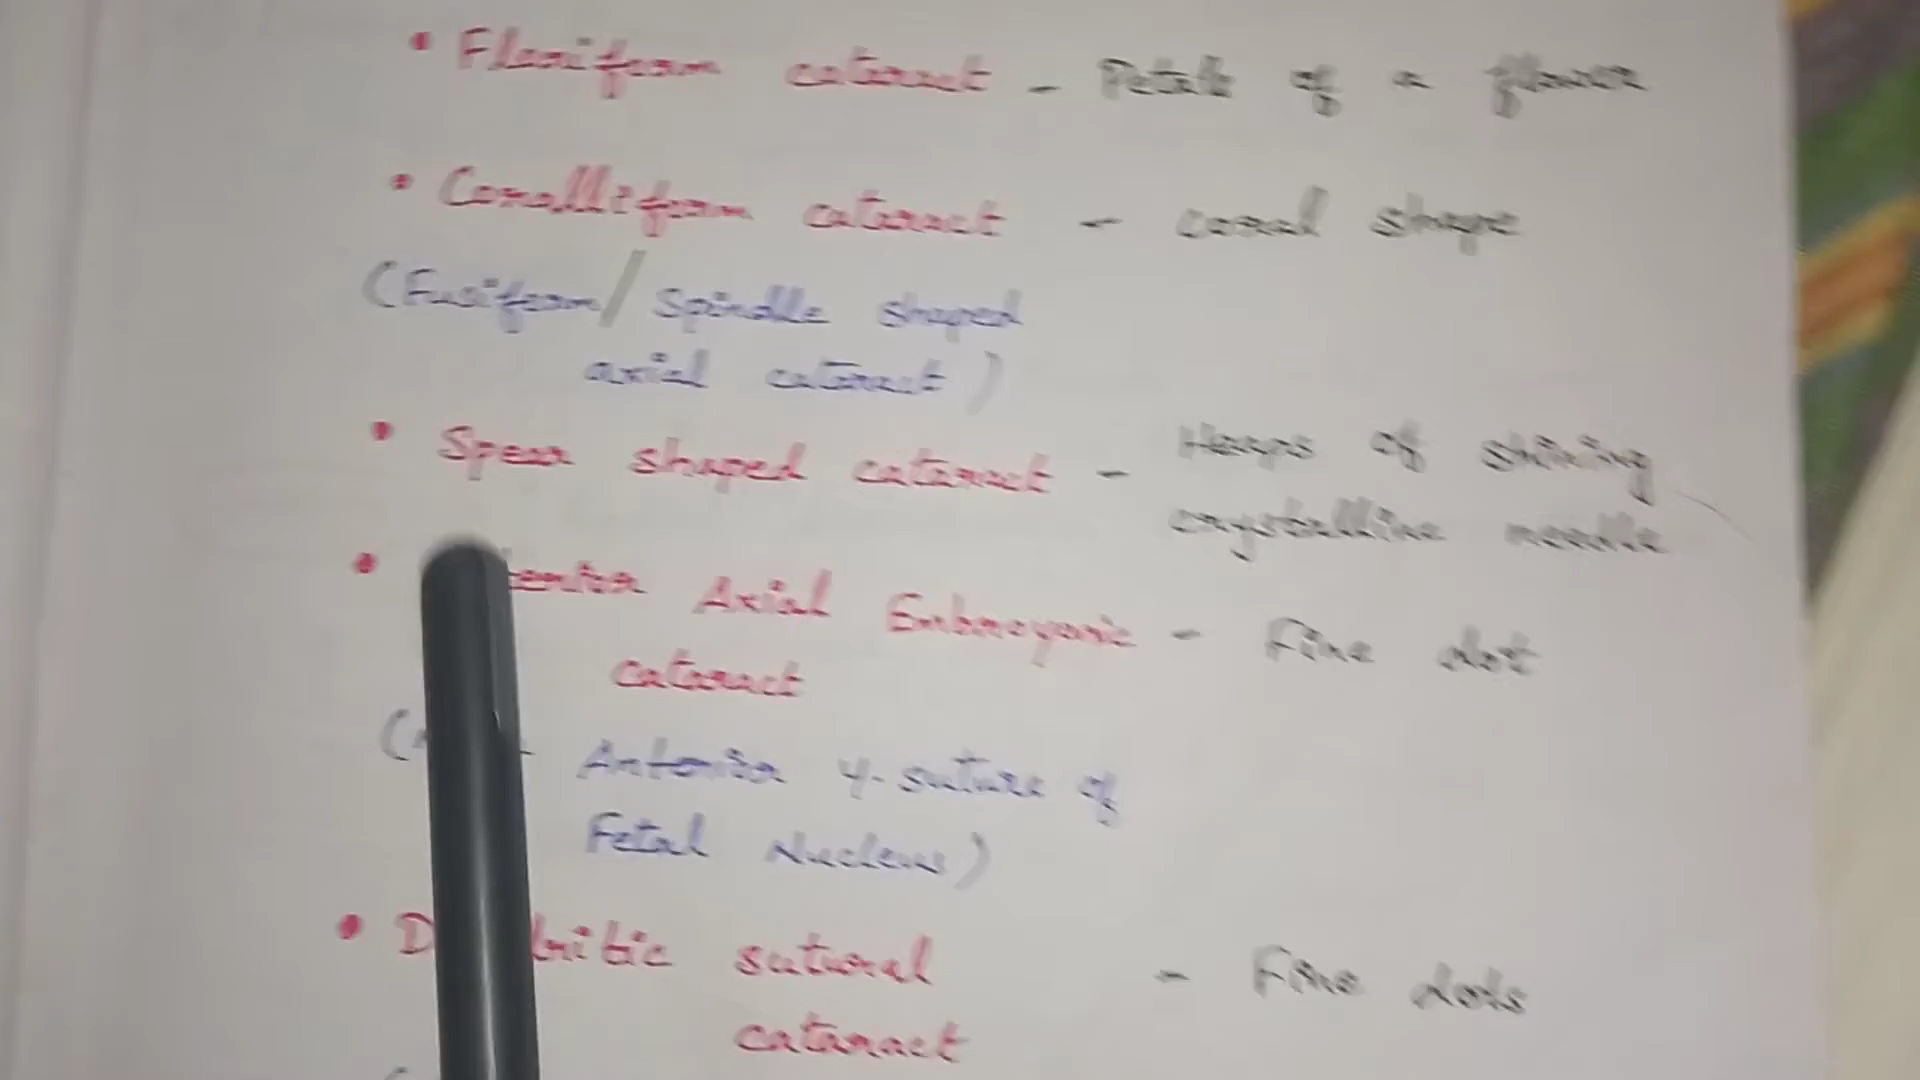 • Floriform cataract - Petals of a flower
• Coralliform cataract - coral shape
(Fusiform/ Spindle shaped
axial cataract)
• Spear shaped cataract - Heaps of shining
crystalline needle
• Axial Embroyonic - Fine dot
cataract
( Anterior Y-suture of
Fetal Nucleus)
• sutural - Fine dots
cataract